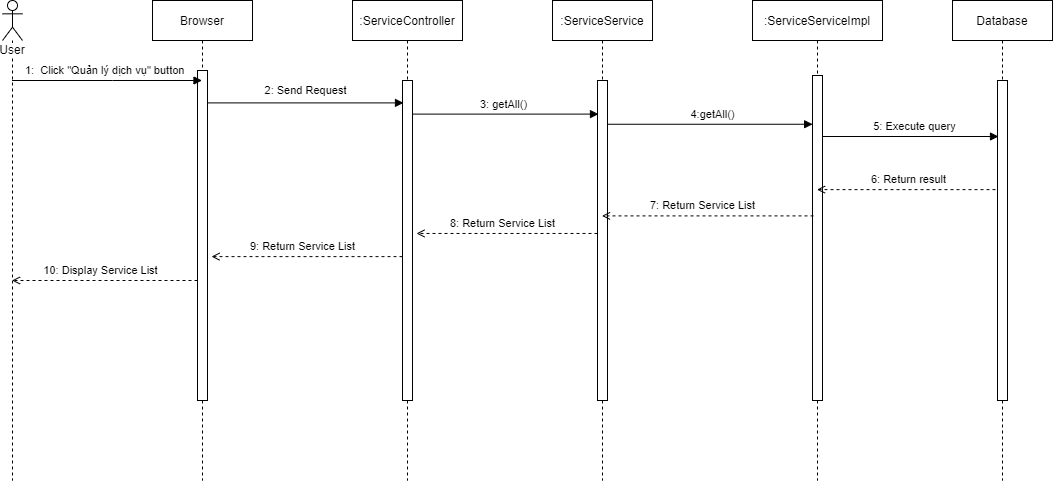 Browser
:ServiceController
:ServiceService
:ServiceServiceImpl
Database
User
1:  Click "Quản lý dịch vụ" button
2: Send Request
3: getAll()
4:getAll()
5: Execute query
6: Return result
7: Return Service List
8: Return Service List
9: Return Service List
10: Display Service List